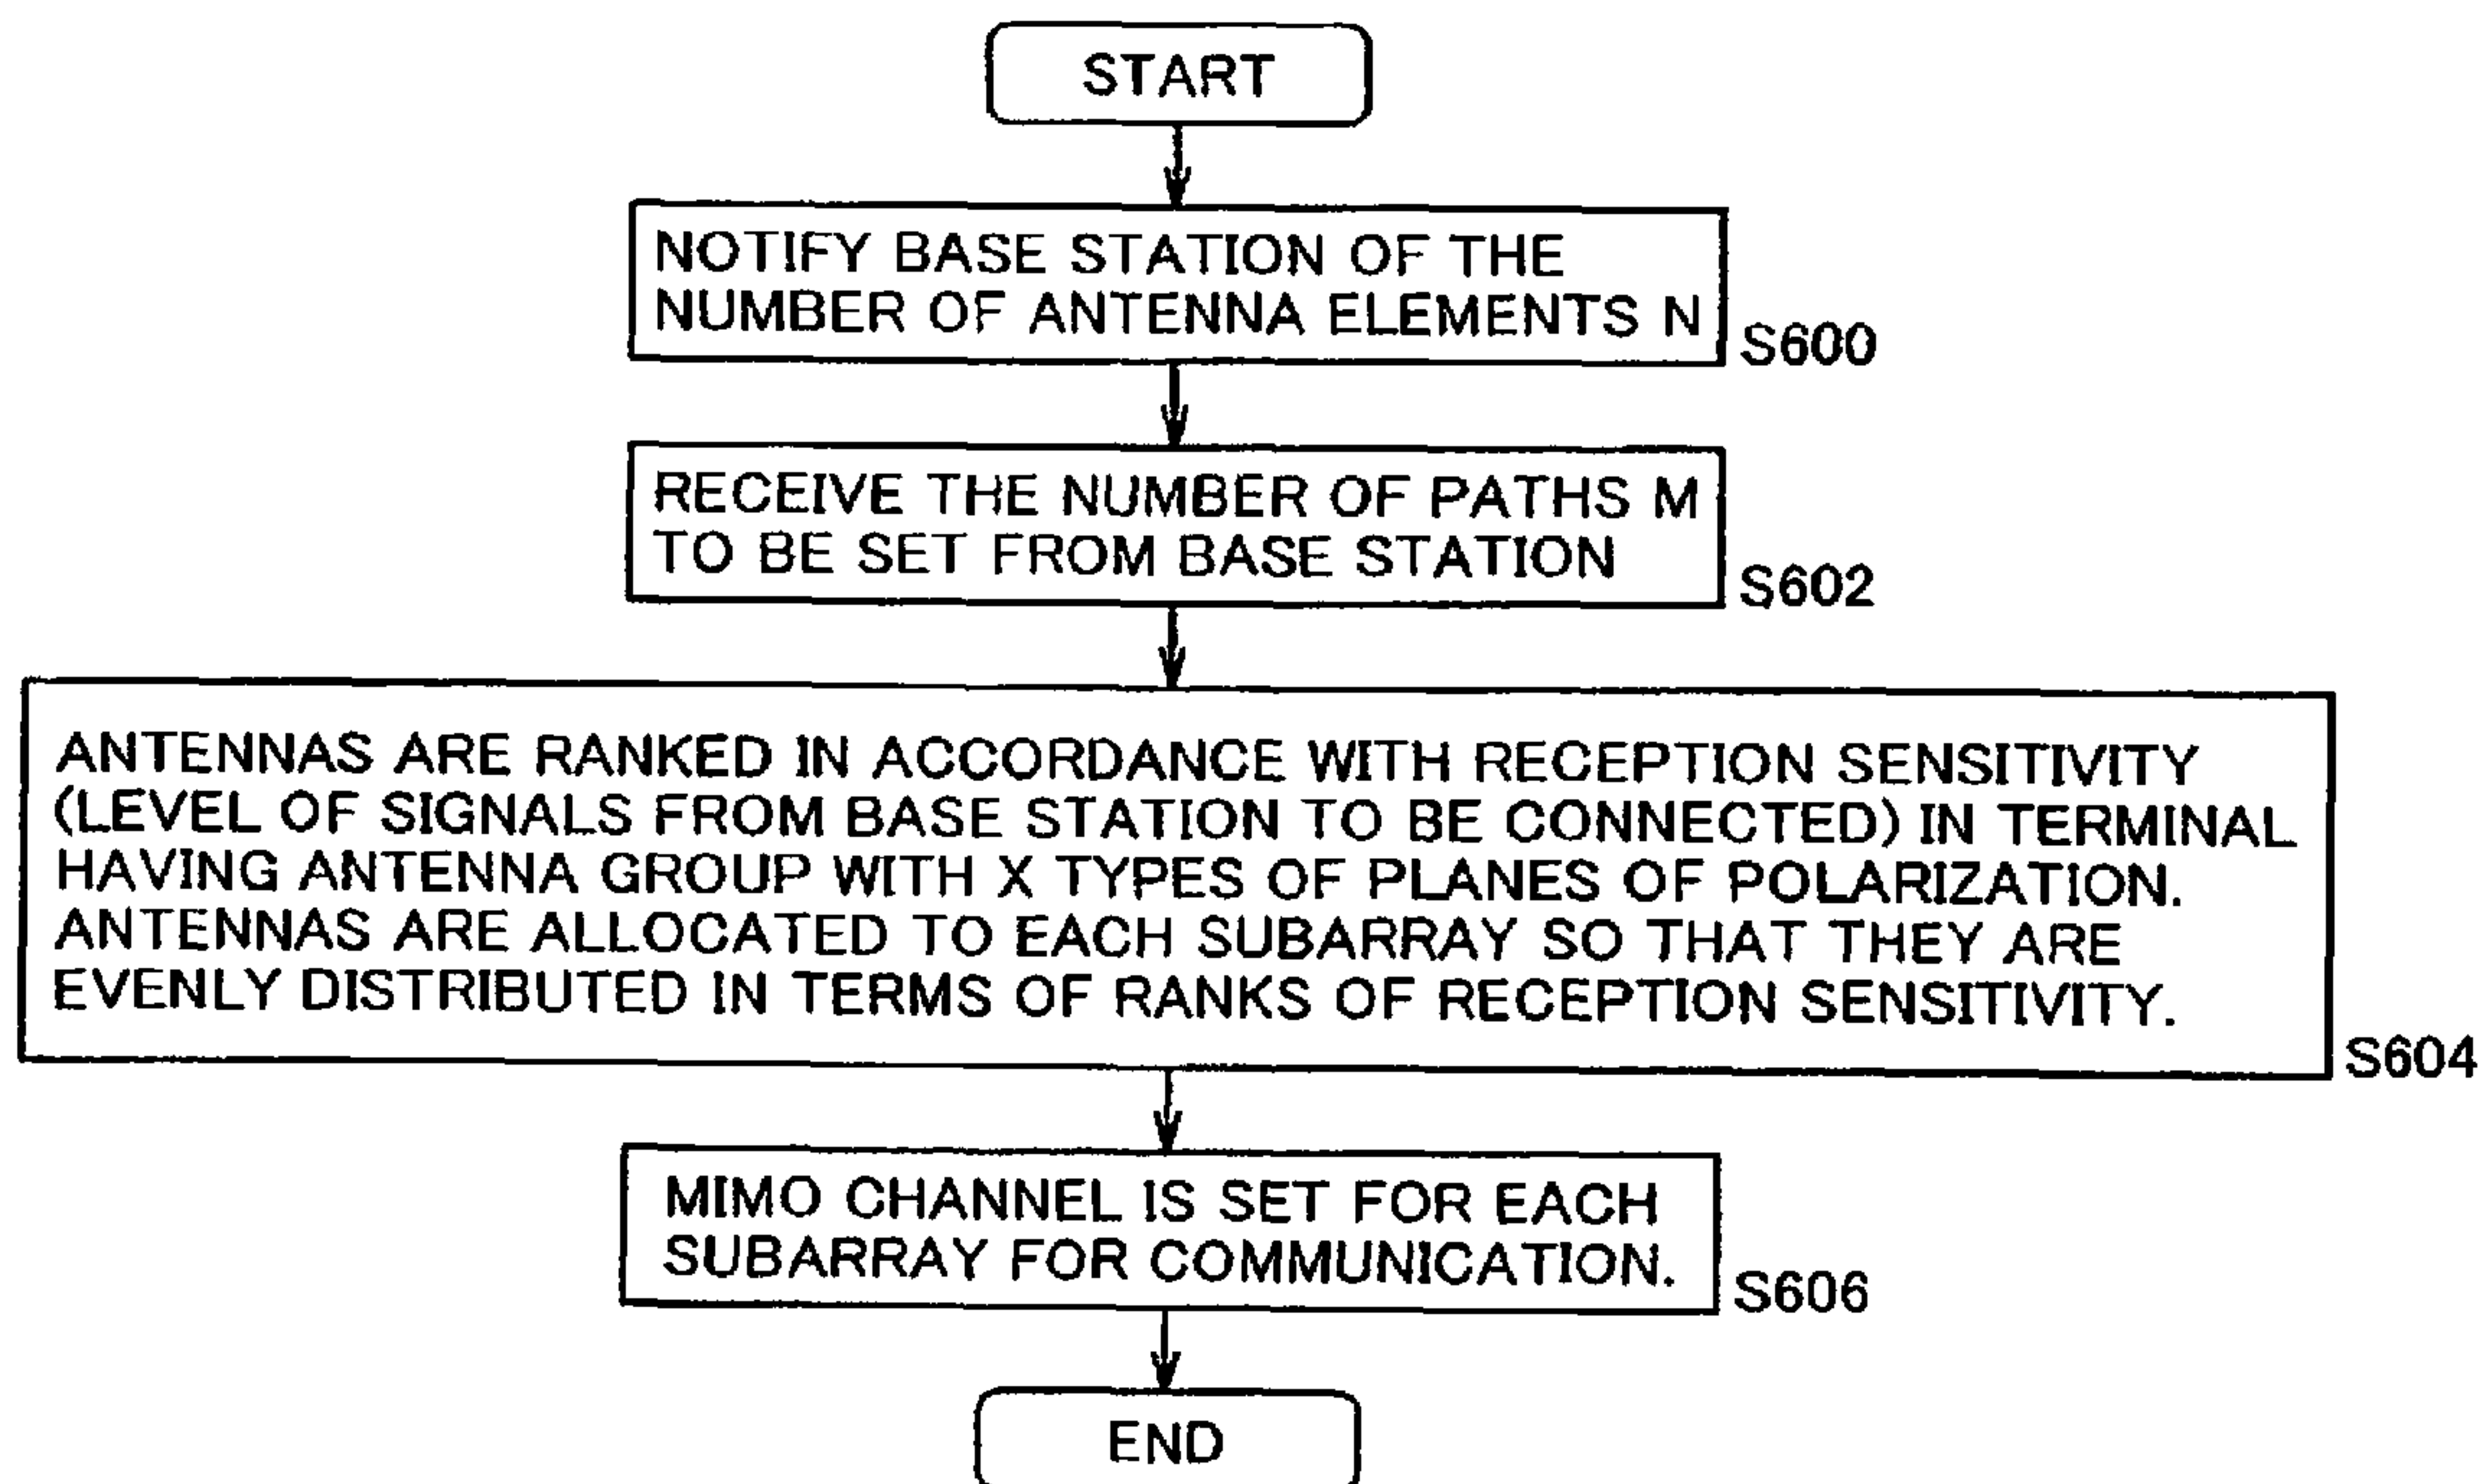 START
NOTIFY BASE STATION OF THE
NUMBER OF ANTENNA ELEMENTS N
S600
RECEIVE THE NUMBER OF PATHS M
TO BE SET FROM BASE STATION
S602
ANTENNAS ARE RANKED IN ACCORDANCE WITH RECEPTION SENSITIVITY
(LEVEL OF SIGNALS FROM BASE STATION TO BE CONNECTED) IN TERMINAL
HAVING ANTENNA GROUP WITH X TYPES OF PLANES OF POLARIZATION.
ANTENNAS ARE ALLOCATED TO EACH SUBARRAY SO THAT THEY ARE
EVENLY DISTRIBUTED IN TERMS OF RANKS OF RECEPTION SENSITIVITY.
S604
MIMO CHANNEL IS SET FOR EACH
SUBARRAY FOR COMMUNICATION.
S606
END